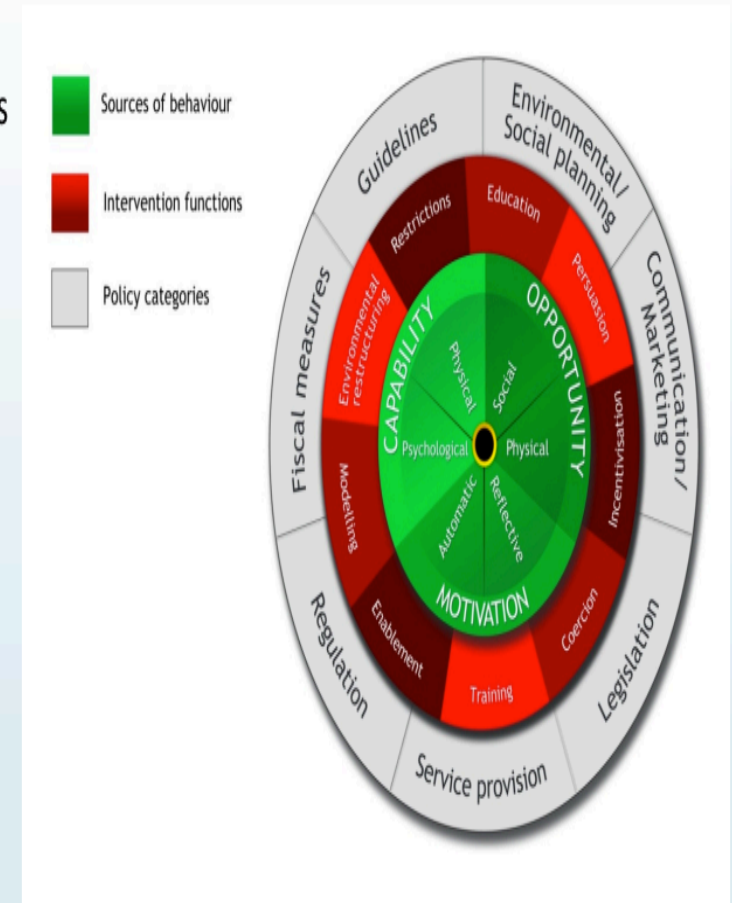 s
Sources of behaviour
Intervention functions
Policy categories
Guidelines
Environmental/
Social planning
Communication/
Marketing
Legislation
Service provision
Regulation
Fiscal measures
Restrictions
Education
Persuasion
Incentivisation
Coercion
Training
Enablement
Modelling
Environmental
restructuring
CAPABILITY
OPPORTUNITY
MOTIVATION
Physical
Social
Psychological
Physical
Automatic
Reflective